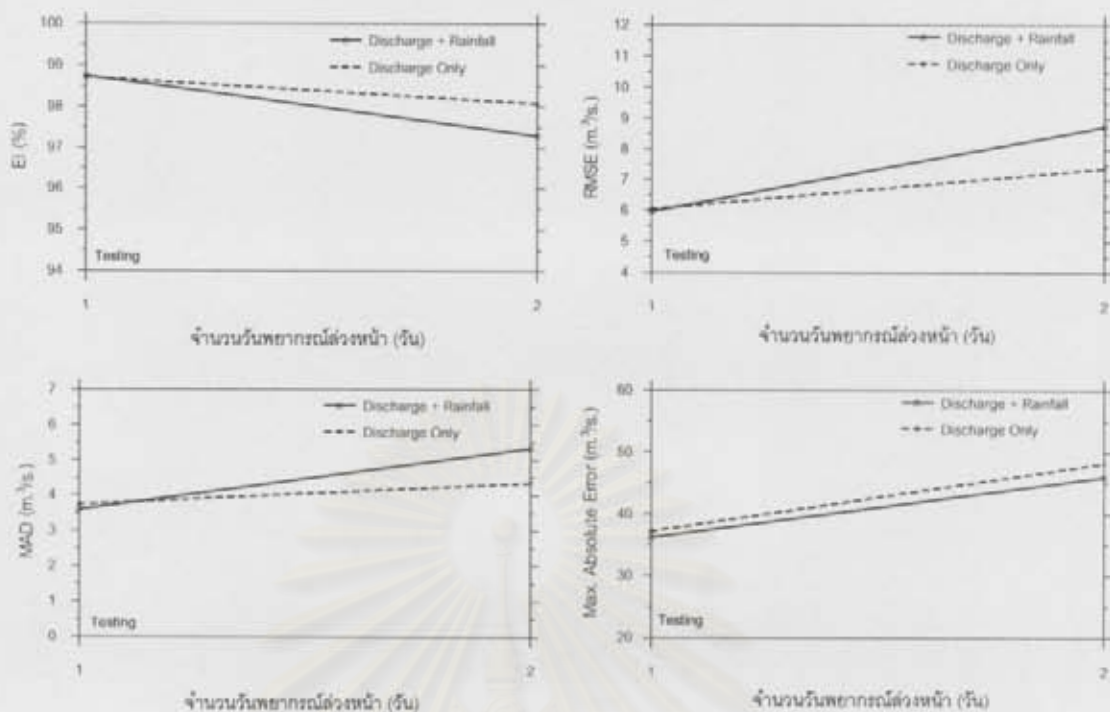 100
99
98
97
96
95
94
EI (%)
Discharge + Rainfall
Discharge Only
Testing
1
2
จำนวนวันพยากรณ์ล่วงหน้า (วัน)
12
11
10
9
8
7
6
5
4
RMSE (m.³/s.)
Discharge + Rainfall
Discharge Only
Testing
1
2
จำนวนวันพยากรณ์ล่วงหน้า (วัน)
7
6
5
4
3
2
1
0
MAD (m.³/s.)
Discharge + Rainfall
Discharge Only
Testing
1
2
จำนวนวันพยากรณ์ล่วงหน้า (วัน)
60
50
40
30
20
Max. Absolute Error (m.³/s.)
Discharge + Rainfall
Discharge Only
Testing
1
2
จำนวนวันพยากรณ์ล่วงหน้า (วัน)